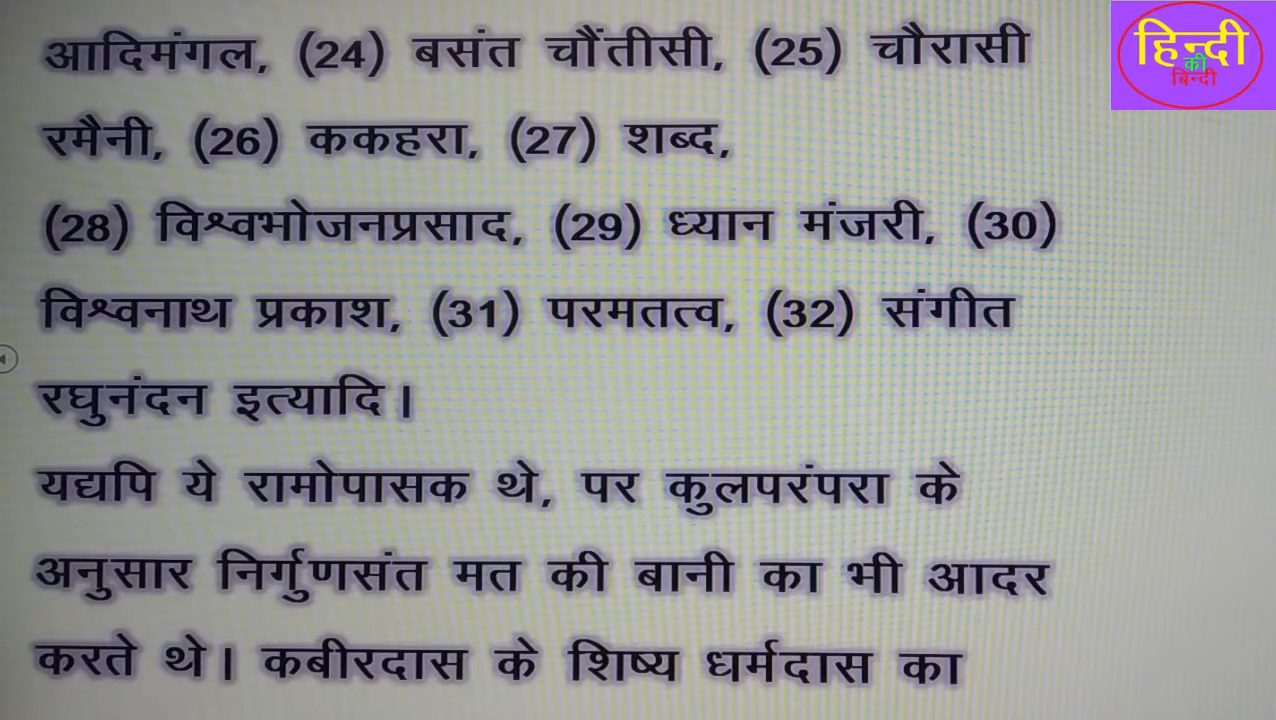 आदिमंगल, (24) बसंत चौंतीसी, (25) चौरासी
रमैनी, (26) ककहरा, (27) शब्द,
(28) विश्वभोजनप्रसाद, (29) ध्यान मंजरी, (30)
विश्वनाथ प्रकाश, (31) परमतत्व, (32) संगीत
रघुनंदन इत्यादि।
यद्यपि ये रामोपासक थे, पर कुलपरंपरा के
अनुसार निर्गुणसंत मत की बानी का भी आदर
करते थे। कबीरदास के शिष्य धर्मदास का
हिन्दी
की
बिन्दी